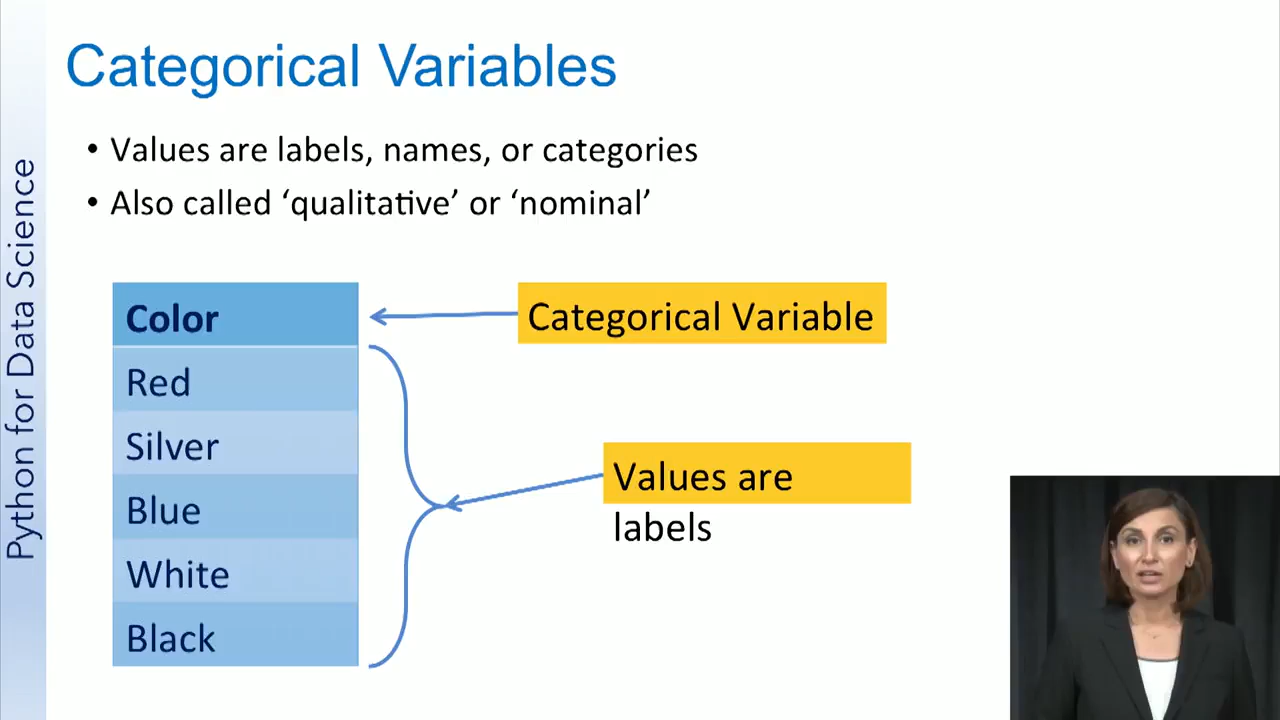 Python for Data Science
Categorical Variables
• Values are labels, names, or categories
• Also called ‘qualitative’ or ‘nominal’
Color
Categorical Variable
Red
Silver
Values are
labels
Blue
White
Black